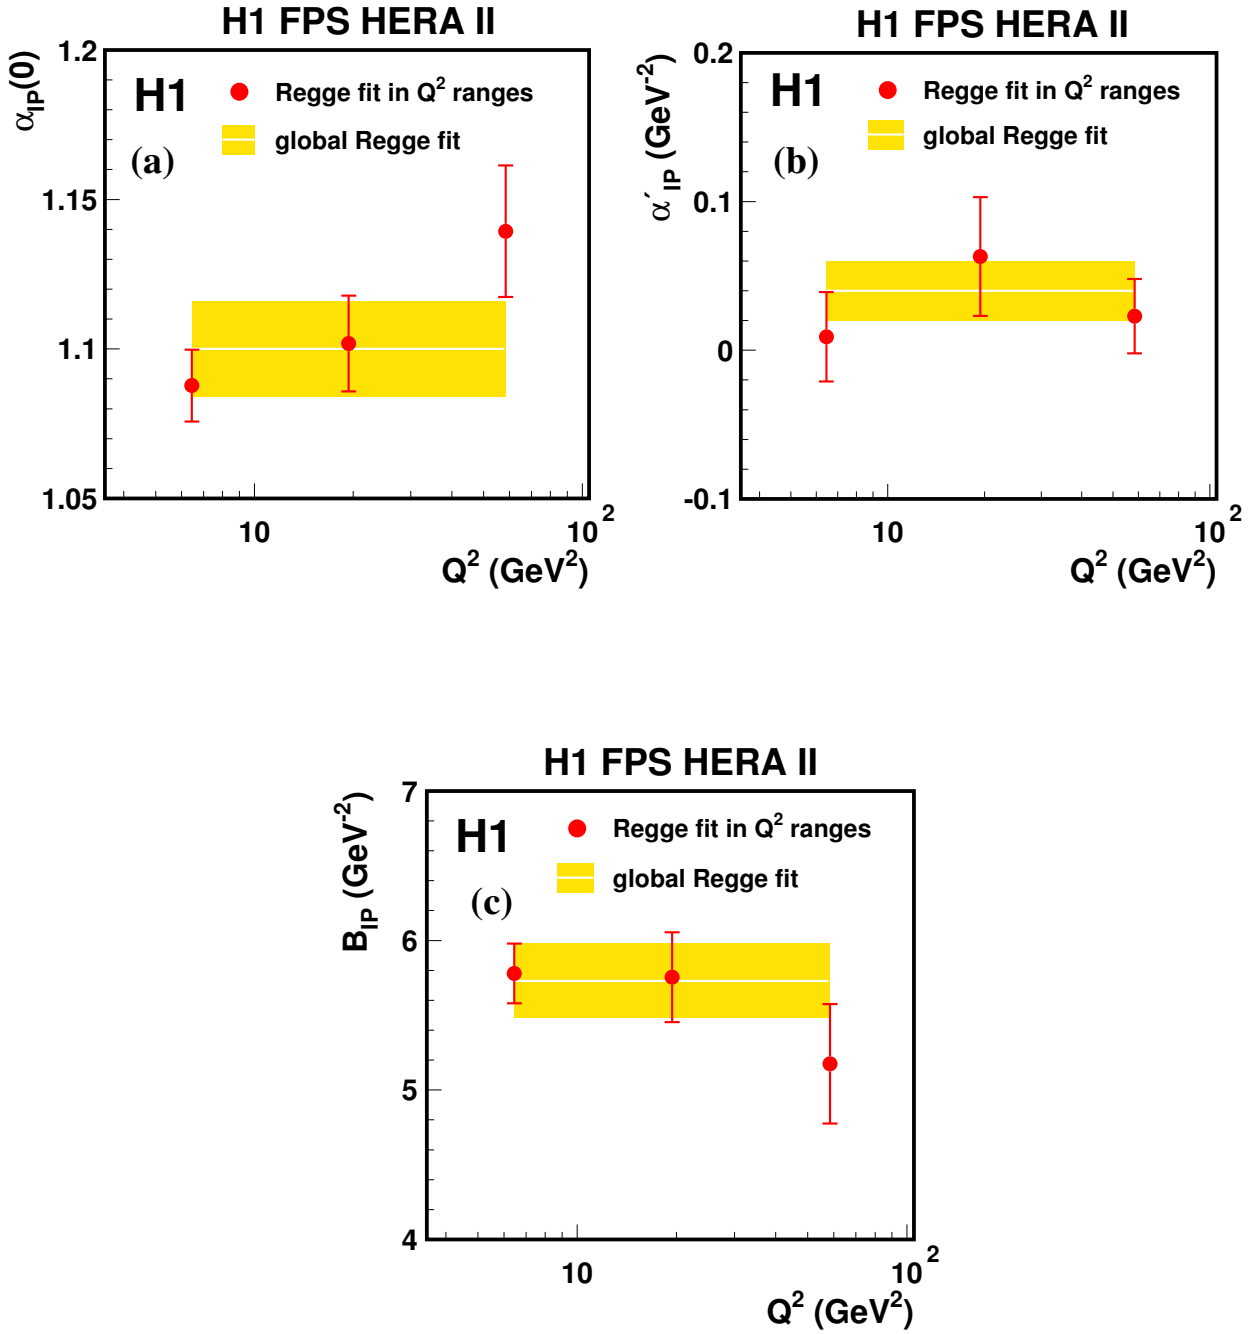 H1 FPS HERA II
α_IP(0)
1.2
1.15
1.1
1.05
H1
Regge fit in Q² ranges
global Regge fit
(a)
10
10²
Q² (GeV²)
H1 FPS HERA II
α′_IP (GeV⁻²)
0.2
0.1
0
-0.1
H1
Regge fit in Q² ranges
global Regge fit
(b)
10
10²
Q² (GeV²)
H1 FPS HERA II
B_IP (GeV⁻²)
7
6
5
4
H1
Regge fit in Q² ranges
global Regge fit
(c)
10
10²
Q² (GeV²)